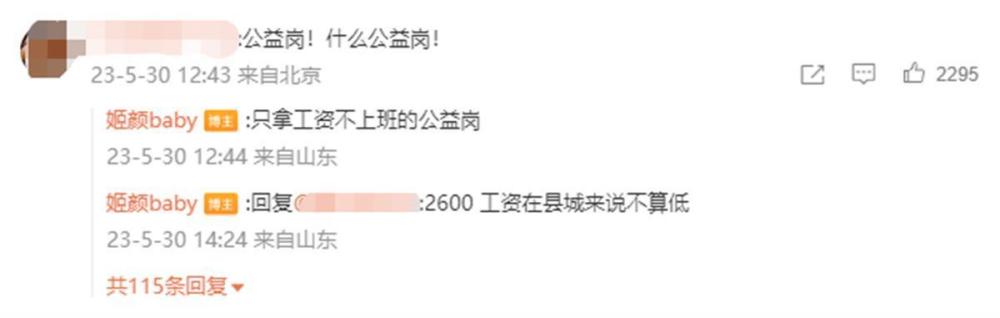 :公益岗！什么公益岗！
23-5-30 12:43 来自北京
2295
姬颜baby 博主 :只拿工资不上班的公益岗
23-5-30 12:44 来自山东
姬颜baby 博主 :回复@ :2600 工资在县城来说不算低
23-5-30 14:24 来自山东
共115条回复